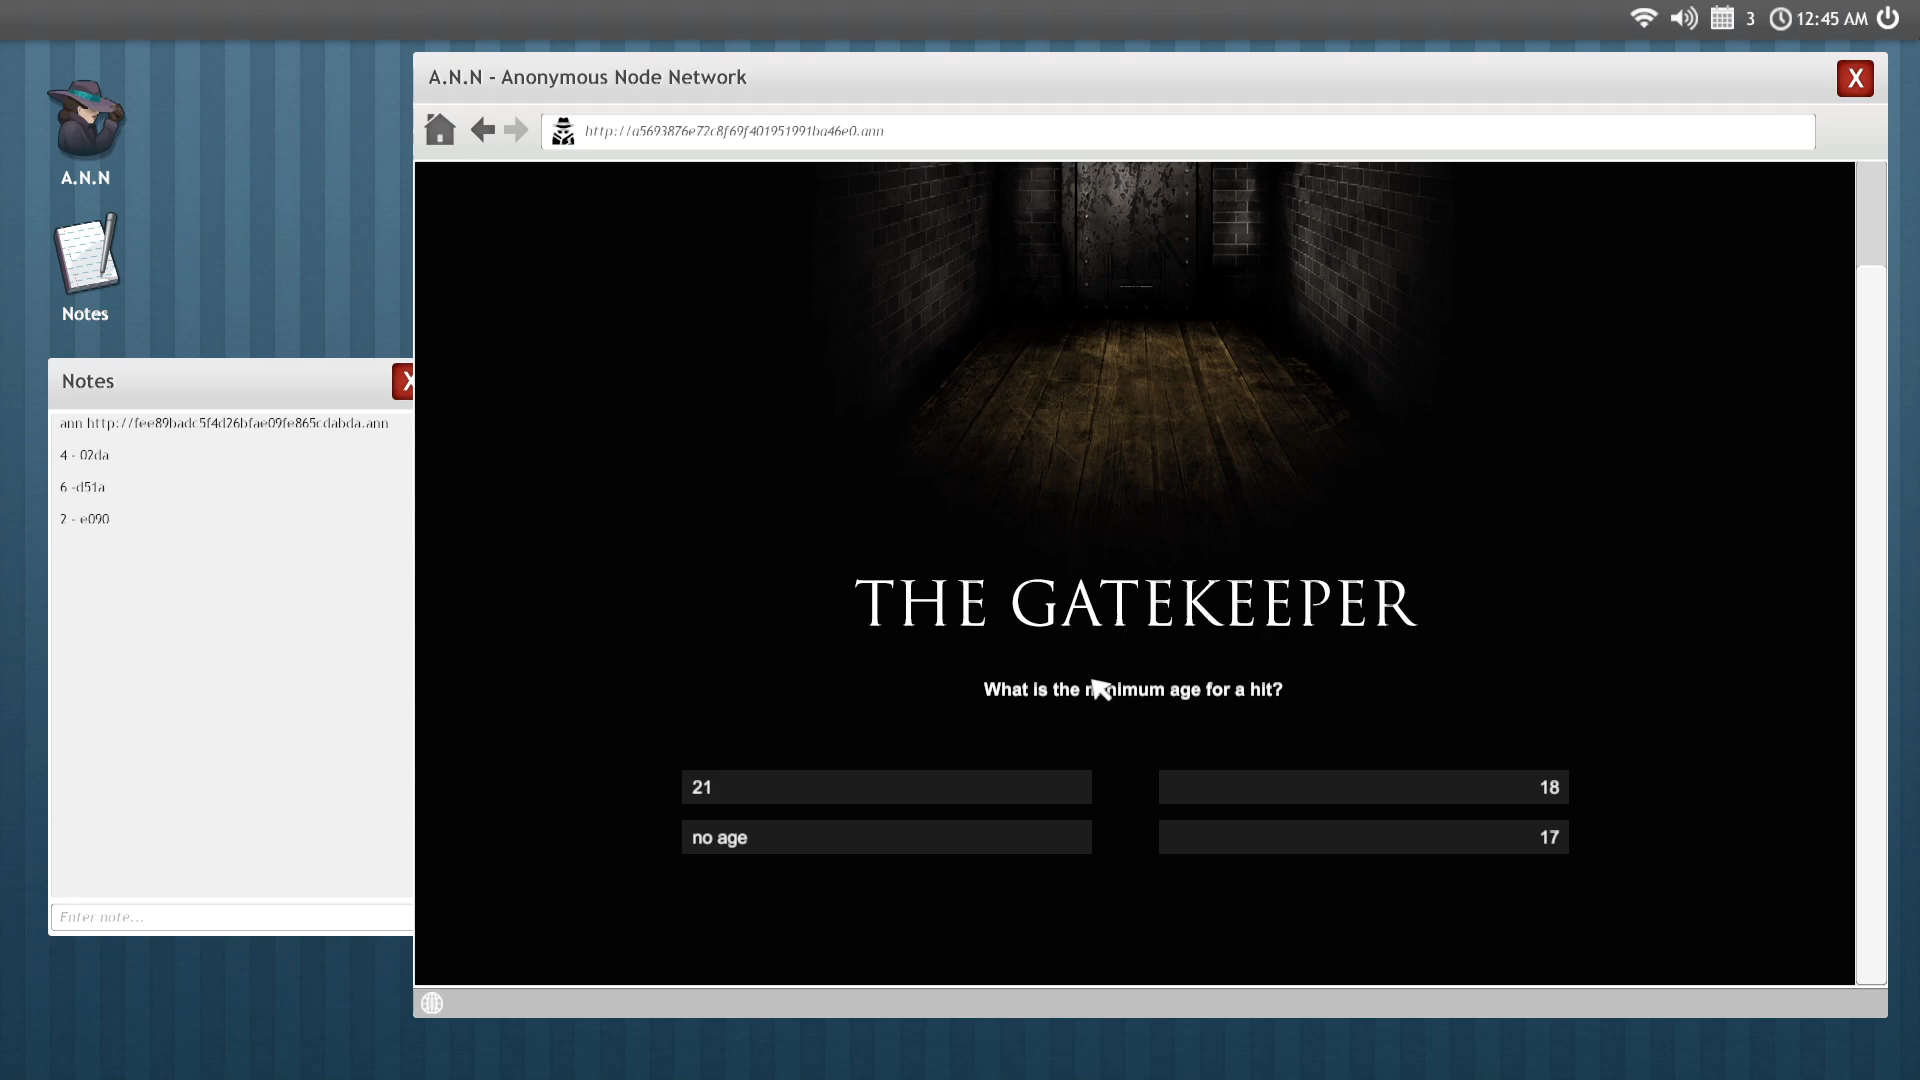 3 12:45 AM
A.N.N - Anonymous Node Network
X
http://a5693876e72c8f69f401951991ba46e0.ann
A.N.N
Notes
Notes
X
ann http://fee89badc5f4d26bfae09fe865cdabda.ann
4 - 02da
6 -d51a
2 - e090
Enter note...
THE GATEKEEPER
What is the minimum age for a hit?
21
18
no age
17